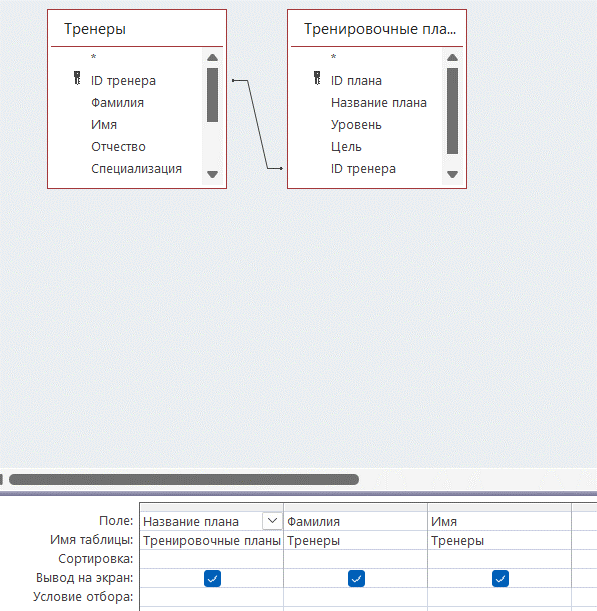 Тренеры
*
ID тренера
Фамилия
Имя
Отчество
Специализация
Тренировочные пла...
*
ID плана
Название плана
Уровень
Цель
ID тренера
Поле: Название плана Фамилия Имя
Имя таблицы: Тренировочные планы Тренеры Тренеры
Сортировка:
Вывод на экран:
Условие отбора: